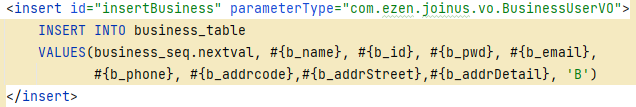 <insert id="insertBusiness" parameterType="com.ezen.joinus.vo.BusinessUserVO">
INSERT INTO business_table
VALUES(business_seq.nextval, #{b_name}, #{b_id}, #{b_pwd}, #{b_email},
#{b_phone}, #{b_addrcode},#{b_addrStreet},#{b_addrDetail}, 'B')
</insert>